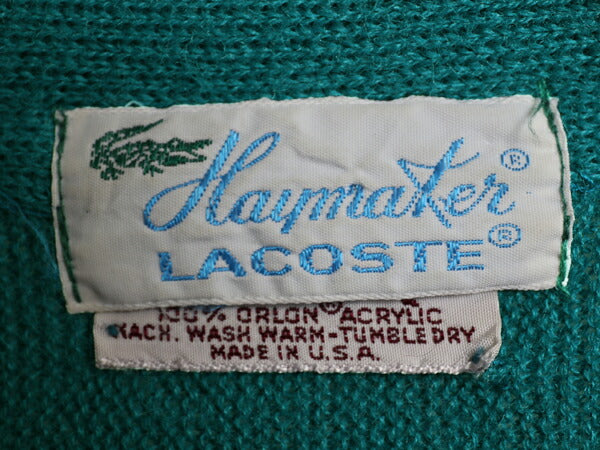 Haymaker ®
LACOSTE ®
100% ORLON® ACRYLIC
MACH. WASH WARM-TUMBLE DRY
MADE IN U.S.A.